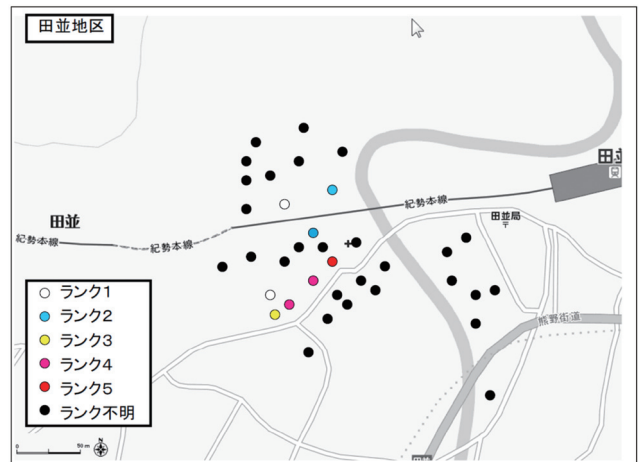 田並地区
田並
田並
紀勢本線
紀勢本線
紀勢本線
田並局
熊野街道
ランク1
ランク2
ランク3
ランク4
ランク5
ランク不明
0
50 m
N